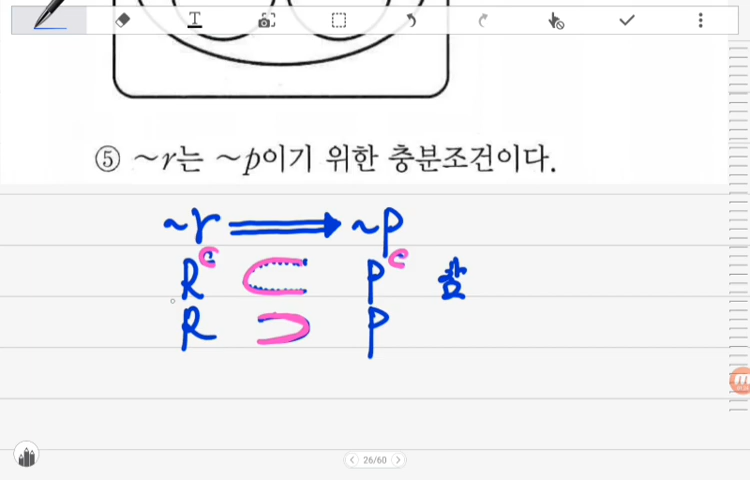 T
⑤ ~r는 ~p이기 위한 충분조건이다.
~r ⟹ ~p
Rᶜ ⊂ Pᶜ 참
R ⊃ P
26/60